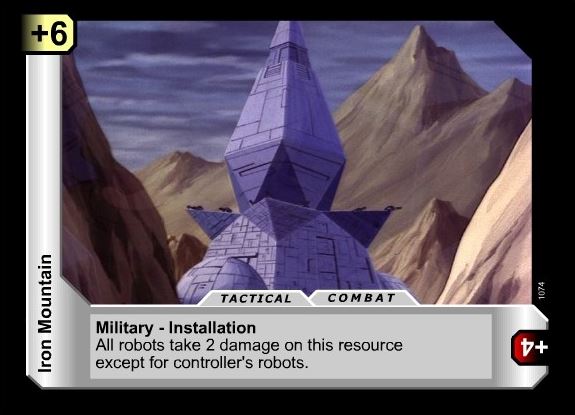 +6
Iron Mountain
TACTICAL
COMBAT
1074
Military - Installation
All robots take 2 damage on this resource
except for controller's robots.
+4